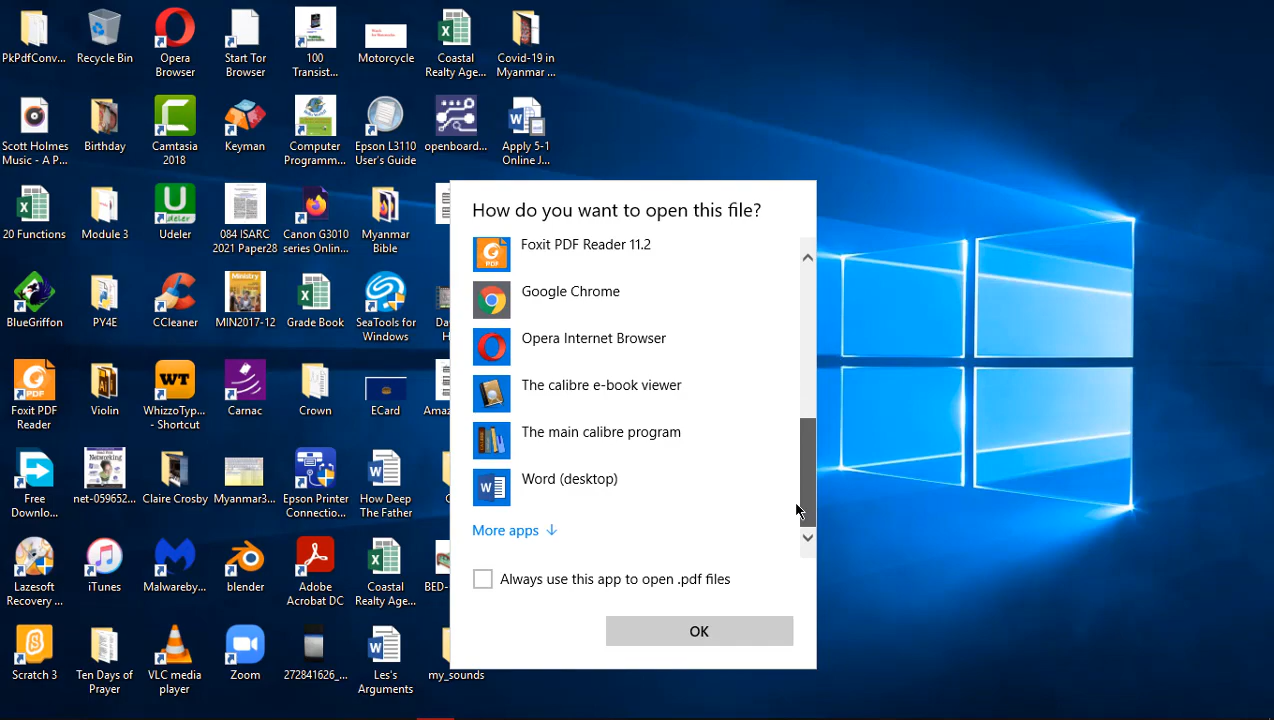 PkPdfConv...
Recycle Bin
Opera
Browser
Start Tor
Browser
100
Transist...
Motorcycle
Coastal
Realty Age...
Covid-19 in
Myanmar ...
Scott Holmes
Music - A P...
Birthday
Camtasia
2018
Keyman
Computer
Programm...
Epson L3110
User's Guide
openboard...
Apply 5-1
Online J...
20 Functions
Module 3
Udeler
084 ISARC
2021 Paper28
Canon G3010
series Onlin...
Myanmar
Bible
BlueGriffon
PY4E
CCleaner
MIN2017-12
Grade Book
SeaTools for
Windows
Foxit PDF
Reader
Violin
WhizzoTyp...
- Shortcut
Carnac
Crown
ECard
Free
Downlo...
net-059652...
Claire Crosby
Myanmar3...
Epson Printer
Connectio...
How Deep
The Father
Lazesoft
Recovery ...
iTunes
Malwareby...
blender
Adobe
Acrobat DC
Coastal
Realty Age...
Scratch 3
Ten Days of
Prayer
VLC media
player
Zoom
272841626_...
Les's
Arguments
my_sounds
How do you want to open this file?
Foxit PDF Reader 11.2
Google Chrome
Opera Internet Browser
The calibre e-book viewer
The main calibre program
Word (desktop)
More apps ↓
Always use this app to open .pdf files
OK